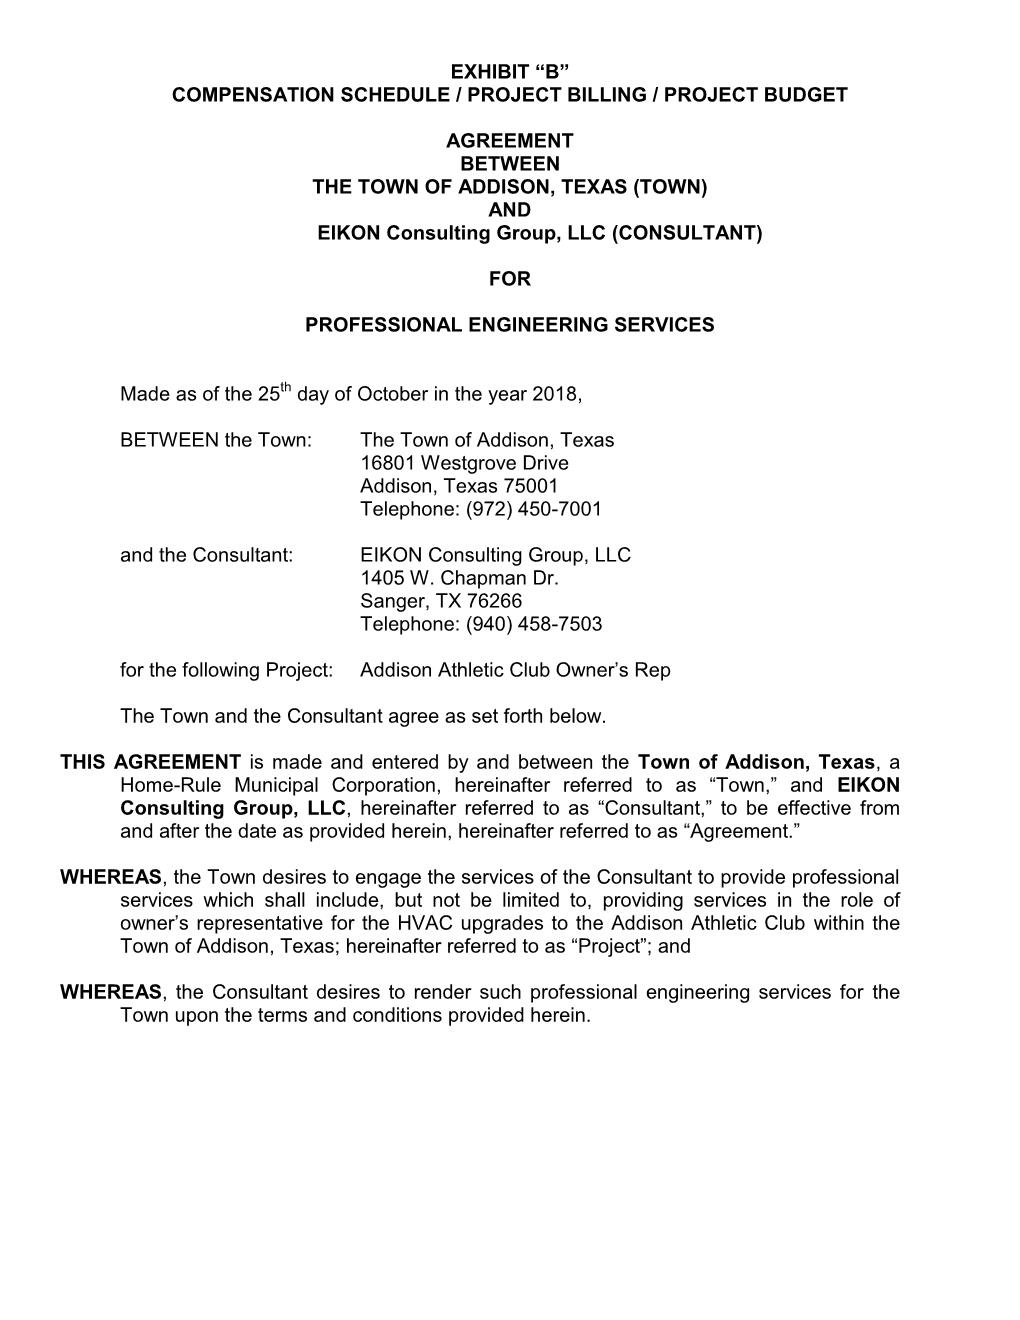 EXHIBIT “B”
COMPENSATION SCHEDULE / PROJECT BILLING / PROJECT BUDGET
AGREEMENT
BETWEEN
THE TOWN OF ADDISON, TEXAS (TOWN)
AND
EIKON Consulting Group, LLC (CONSULTANT)
FOR
PROFESSIONAL ENGINEERING SERVICES
Made as of the 25th day of October in the year 2018,
BETWEEN the Town: The Town of Addison, Texas
16801 Westgrove Drive
Addison, Texas 75001
Telephone: (972) 450-7001
and the Consultant: EIKON Consulting Group, LLC
1405 W. Chapman Dr.
Sanger, TX 76266
Telephone: (940) 458-7503
for the following Project: Addison Athletic Club Owner’s Rep
The Town and the Consultant agree as set forth below.
THIS AGREEMENT is made and entered by and between the Town of Addison, Texas, a
Home-Rule Municipal Corporation, hereinafter referred to as “Town,” and EIKON
Consulting Group, LLC, hereinafter referred to as “Consultant,” to be effective from
and after the date as provided herein, hereinafter referred to as “Agreement.”
WHEREAS, the Town desires to engage the services of the Consultant to provide professional
services which shall include, but not be limited to, providing services in the role of
owner’s representative for the HVAC upgrades to the Addison Athletic Club within the
Town of Addison, Texas; hereinafter referred to as “Project”; and
WHEREAS, the Consultant desires to render such professional engineering services for the
Town upon the terms and conditions provided herein.